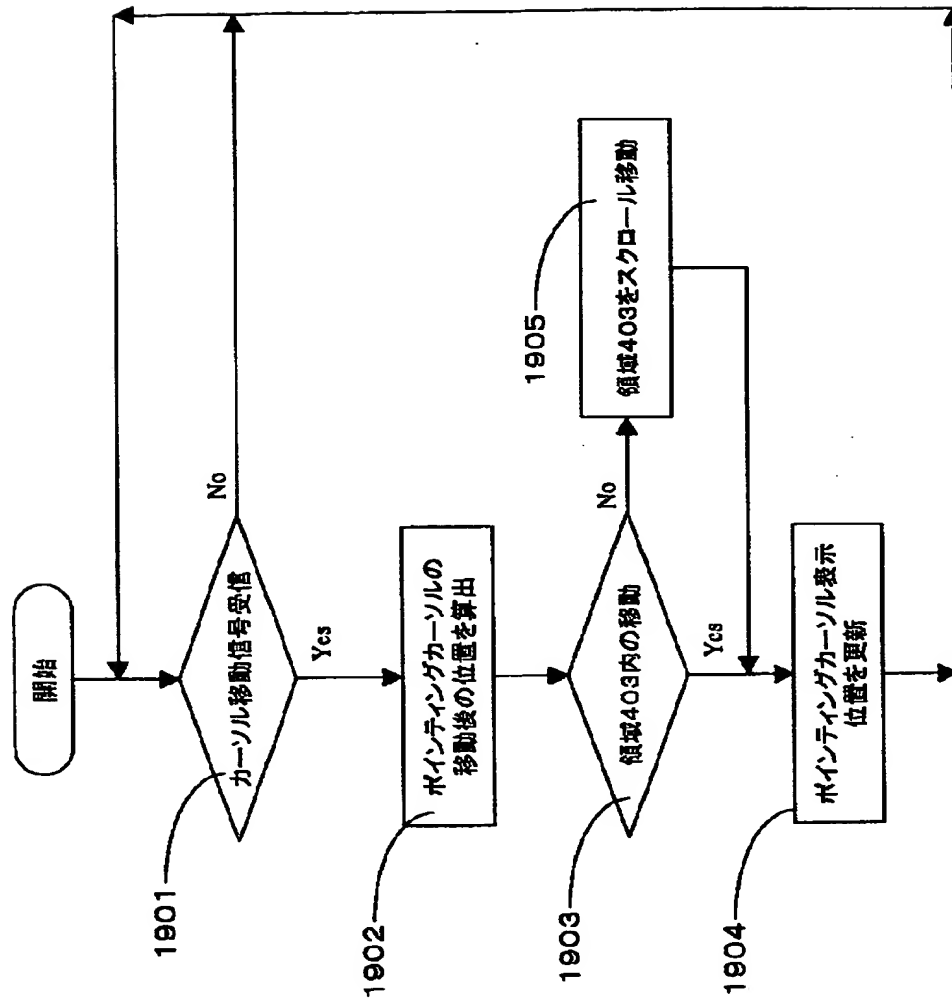 開始
カーソル移動信号受信
1901
No
Yes
ポインティングカーソルの
移動後の位置を算出
1902
領域403内の移動
1903
No
Yes
領域403をスクロール移動
1905
ポインティングカーソル表示
位置を更新
1904